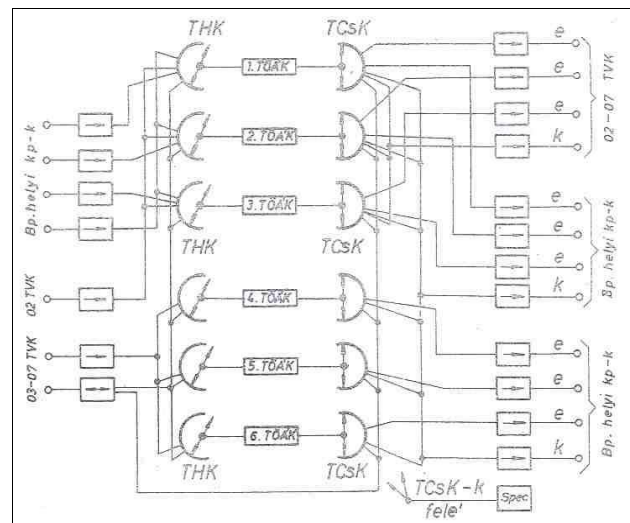 THK
TCsK
1. TÖÁK
2. TÖÁK
3. TÖÁK
THK
TCsK
4. TÖÁK
5. TÖÁK
6. TÖÁK
THK
TCsK
Bp. helyi kp-k
02 TVK
03-07 TVK
e
e
e
k
02-07 TVK
e
e
e
k
Bp. helyi kp-k
e
e
e
k
Bp. helyi kp-k
TCsK-k
felé
Spec